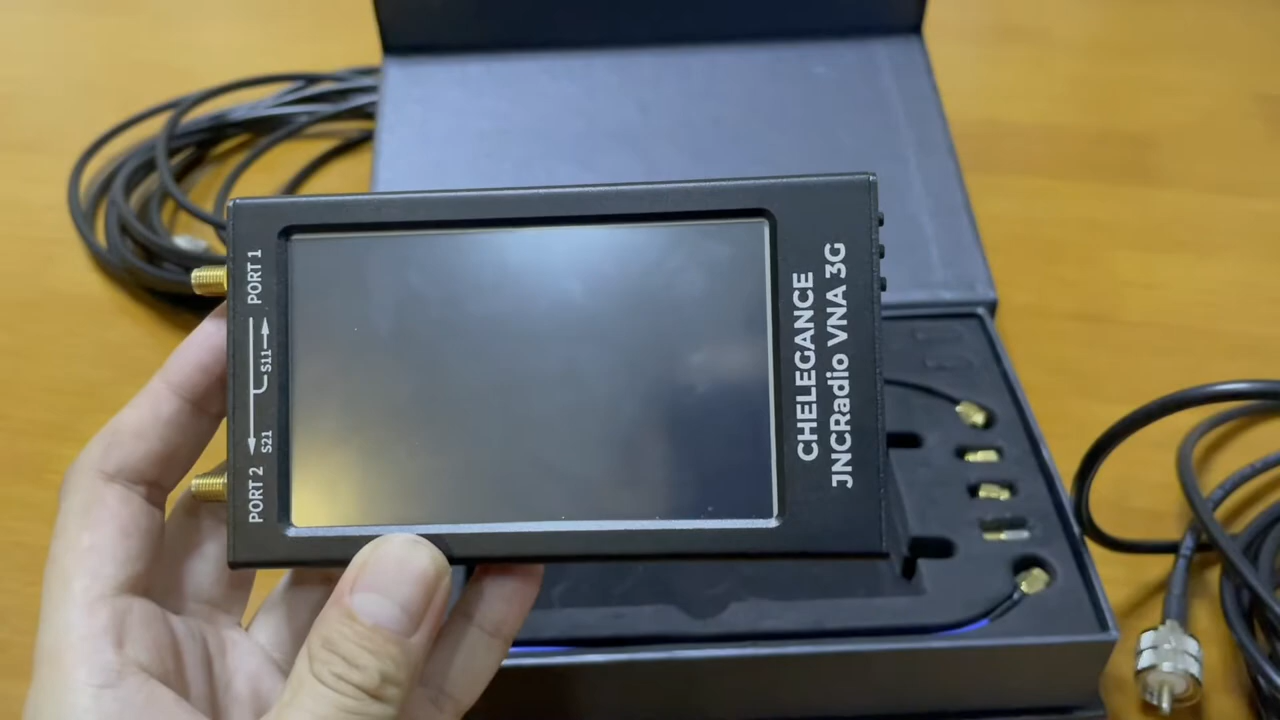 PORT 1
S11
S21
PORT 2
CHELEGANCE
JNCRadio VNA 3G